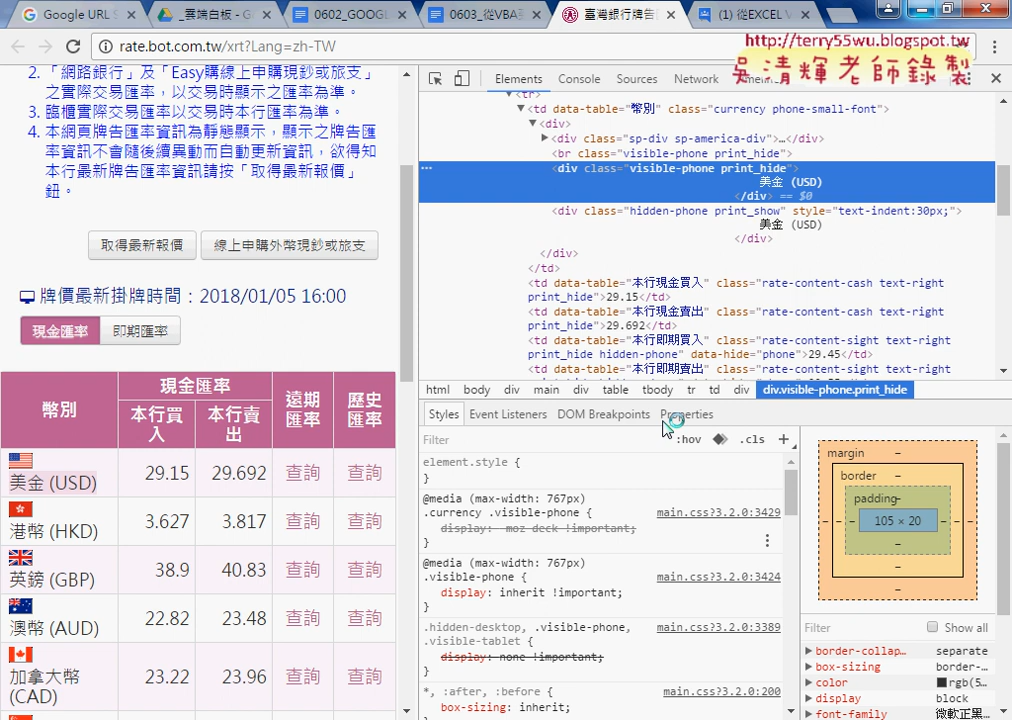 Google URL S
_雲端白板 - G
0602_GOOGL
0603_從VBA
臺灣銀行牌告
(1) 從EXCEL V
rate.bot.com.tw/xrt?Lang=zh-TW
http://terry55wu.blogspot.tw
吳清輝老師錄製
2. 「網路銀行」及「Easy購線上申購現鈔或旅支」之實際交易匯率，以交易時顯示之匯率為準。
3. 臨櫃實際交易匯率以交易時本行匯率為準。
4. 本網頁牌告匯率資訊為靜態顯示，顯示之牌告匯率資訊不會隨後續異動而自動更新資訊，欲得知本行最新牌告匯率資訊請按「取得最新報價」鈕。
取得最新報價 線上申購外幣現鈔或旅支
牌價最新掛牌時間：2018/01/05 16:00
現金匯率 即期匯率
幣別 現金匯率 遠期匯率 歷史匯率
本行買入 本行賣出
美金 (USD) 29.15 29.692 查詢 查詢
港幣 (HKD) 3.627 3.817 查詢 查詢
英鎊 (GBP) 38.9 40.83 查詢 查詢
澳幣 (AUD) 22.82 23.48 查詢 查詢
加拿大幣 (CAD) 23.22 23.96 查詢 查詢
Elements Console Sources Network
<tr>
<td data-table="幣別" class="currency phone-small-font">
<div>
<div class="sp-div sp-america-div">…</div>
<br class="visible-phone print_hide">
<div class="visible-phone print_hide">
美金 (USD)
</div> == $0
<div class="hidden-phone print_show" style="text-indent:30px;">
美金 (USD)
</div>
</div>
</td>
<td data-table="本行現金買入" class="rate-content-cash text-right
print_hide">29.15</td>
<td data-table="本行現金賣出" class="rate-content-cash text-right
print_hide">29.692</td>
<td data-table="本行即期買入" class="rate-content-sight text-right
print_hide hidden-phone" data-hide="phone">29.45</td>
<td data-table="本行即期賣出" class="rate-content-sight text-right
html body div main div table tbody tr td div div.visible-phone.print_hide
Styles Event Listeners DOM Breakpoints Properties
Filter :hov .cls +
element.style {
}
@media (max-width: 767px)
.currency .visible-phone { main.css?3.2.0:3429
display: -moz-deck !important;
}
@media (max-width: 767px)
.visible-phone { main.css?3.2.0:3424
display: inherit !important;
}
.hidden-desktop, .visible-phone, main.css?3.2.0:3389
.visible-tablet {
display: none !important;
}
*, :after, :before { main.css?3.2.0:200
box-sizing: inherit;
margin –
border –
padding –
105 × 20
Filter Show all
border-collap… separate
box-sizing border-…
color rgb(5…
display block
font-family 微軟正黑…